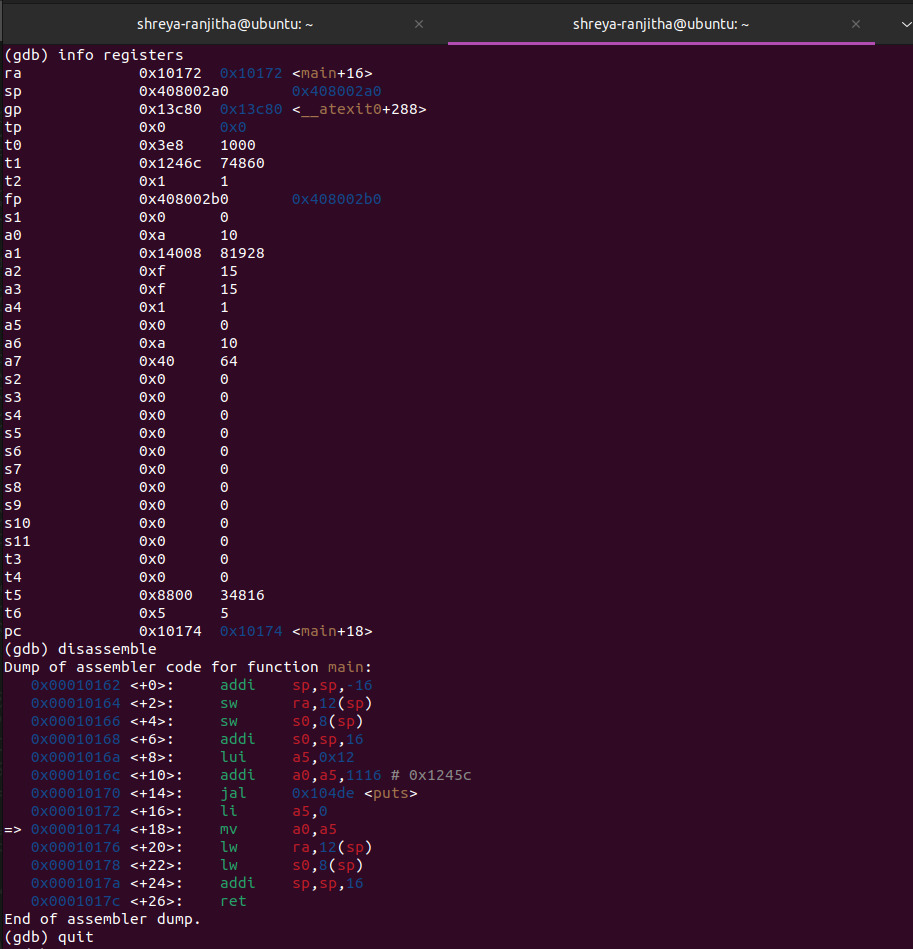 shreya-ranjitha@ubuntu: ~ × shreya-ranjitha@ubuntu: ~ ×
(gdb) info registers
ra 0x10172 0x10172 <main+16>
sp 0x408002a0 0x408002a0
gp 0x13c80 0x13c80 <__atexit0+288>
tp 0x0 0x0
t0 0x3e8 1000
t1 0x1246c 74860
t2 0x1 1
fp 0x408002b0 0x408002b0
s1 0x0 0
a0 0xa 10
a1 0x14008 81928
a2 0xf 15
a3 0xf 15
a4 0x1 1
a5 0x0 0
a6 0xa 10
a7 0x40 64
s2 0x0 0
s3 0x0 0
s4 0x0 0
s5 0x0 0
s6 0x0 0
s7 0x0 0
s8 0x0 0
s9 0x0 0
s10 0x0 0
s11 0x0 0
t3 0x0 0
t4 0x0 0
t5 0x8800 34816
t6 0x5 5
pc 0x10174 0x10174 <main+18>
(gdb) disassemble
Dump of assembler code for function main:
0x00010162 <+0>: addi sp,sp,-16
0x00010164 <+2>: sw ra,12(sp)
0x00010166 <+4>: sw s0,8(sp)
0x00010168 <+6>: addi s0,sp,16
0x0001016a <+8>: lui a5,0x12
0x0001016c <+10>: addi a0,a5,1116 # 0x1245c
0x00010170 <+14>: jal 0x104de <puts>
0x00010172 <+16>: li a5,0
=> 0x00010174 <+18>: mv a0,a5
0x00010176 <+20>: lw ra,12(sp)
0x00010178 <+22>: lw s0,8(sp)
0x0001017a <+24>: addi sp,sp,16
0x0001017c <+26>: ret
End of assembler dump.
(gdb) quit